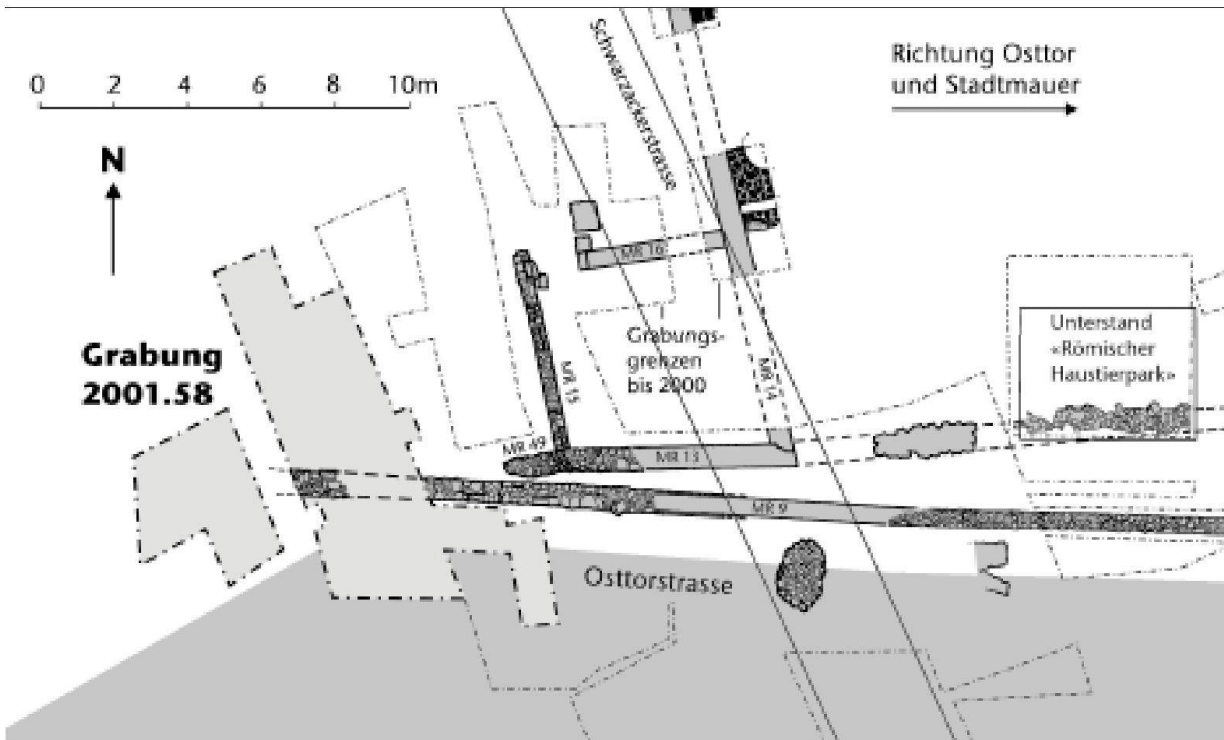 0 2 4 6 8 10m
N
Schwarzackerstrasse
Richtung Osttor
und Stadtmauer
MR 16
Grabung
2001.58
Grabungs-
grenzen
bis 2000
MR 15
MR 14
Unterstand
«Römischer
Haustierpark»
MR 49
MR 13
MR 9
Osttorstrasse